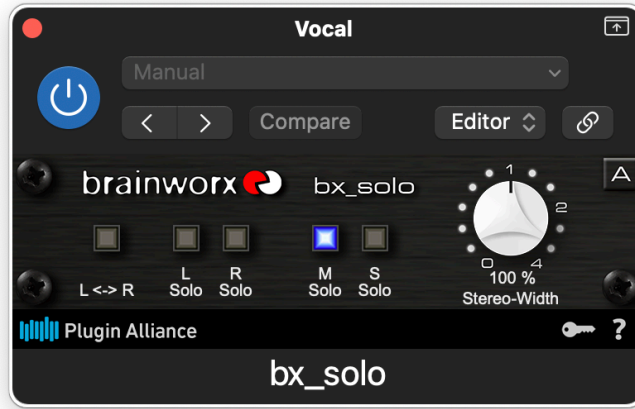 Vocal
Manual
Compare
Editor
brainworx
bx_solo
A
1
2
0
4
L <-> R
L Solo
R Solo
M Solo
S Solo
100 %
Stereo-Width
Plugin Alliance
?
bx_solo